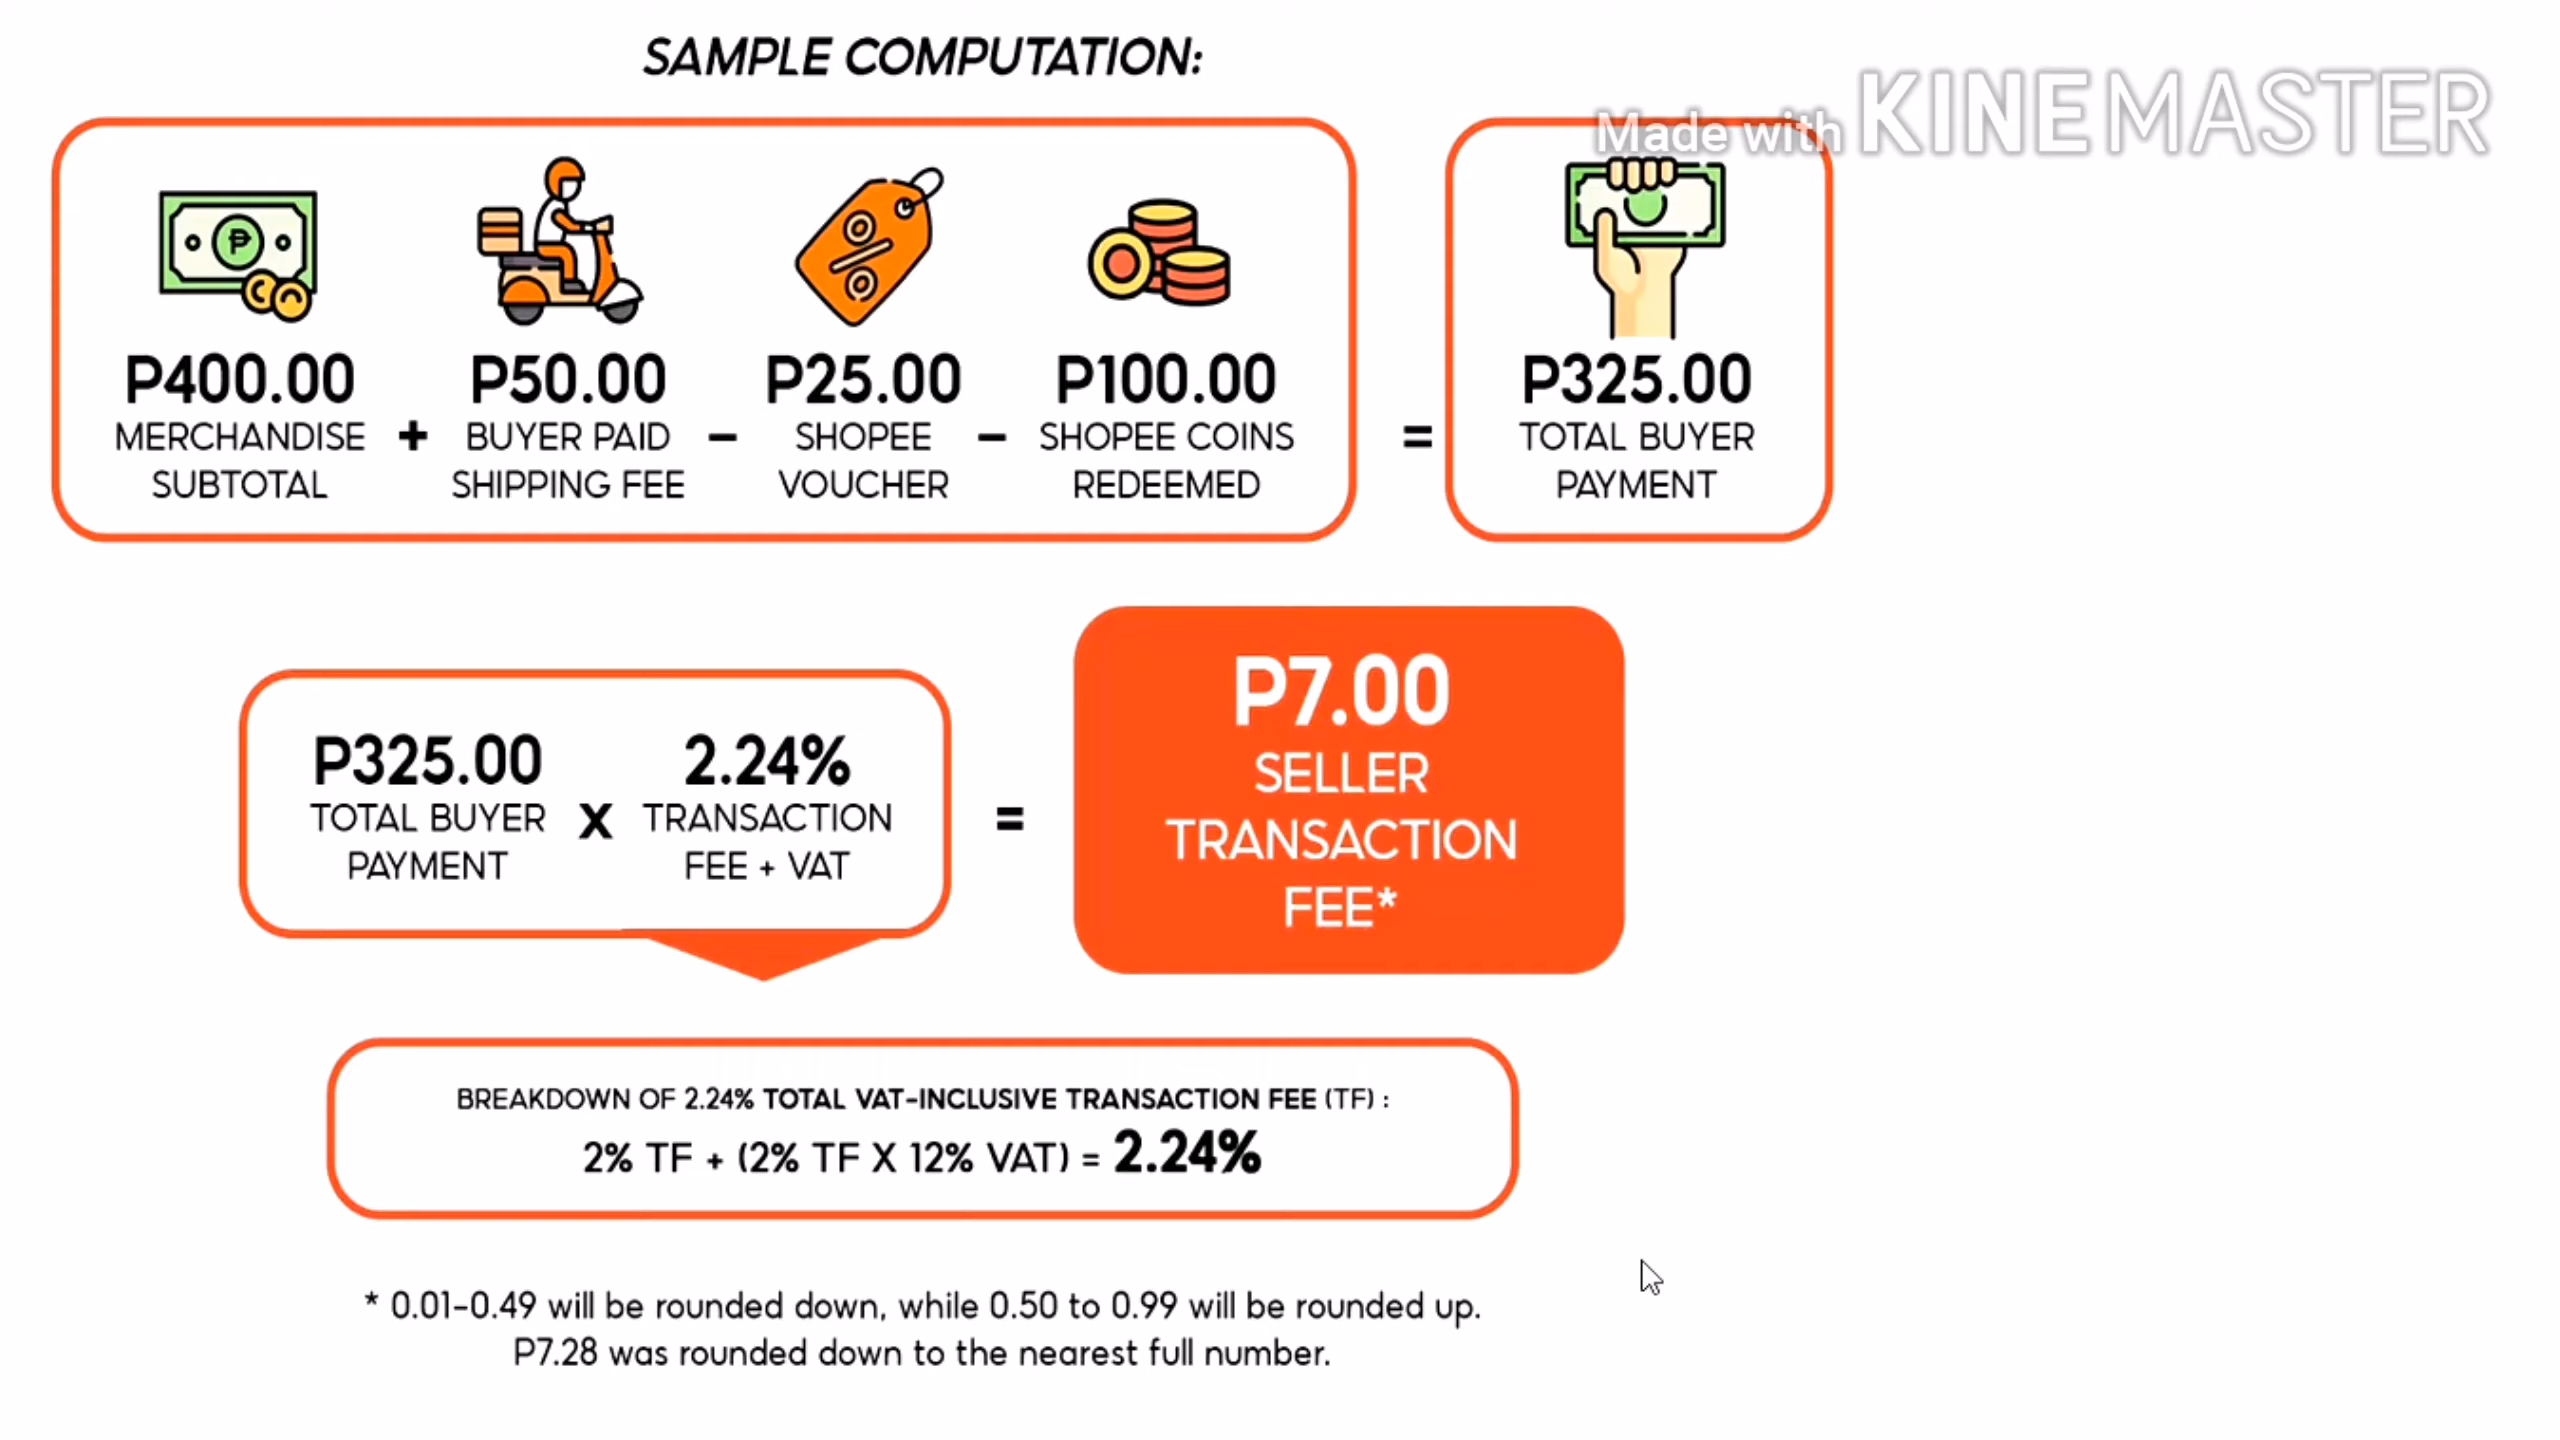 SAMPLE COMPUTATION:
Made with KINEMASTER
P400.00
MERCHANDISE
SUBTOTAL
+
P50.00
BUYER PAID
SHIPPING FEE
–
P25.00
SHOPEE
VOUCHER
–
P100.00
SHOPEE COINS
REDEEMED
=
P325.00
TOTAL BUYER
PAYMENT
P325.00
TOTAL BUYER
PAYMENT
X
2.24%
TRANSACTION
FEE + VAT
=
P7.00
SELLER
TRANSACTION
FEE*
BREAKDOWN OF 2.24% TOTAL VAT-INCLUSIVE TRANSACTION FEE (TF) :
2% TF + (2% TF X 12% VAT) = 2.24%
* 0.01-0.49 will be rounded down, while 0.50 to 0.99 will be rounded up.
P7.28 was rounded down to the nearest full number.